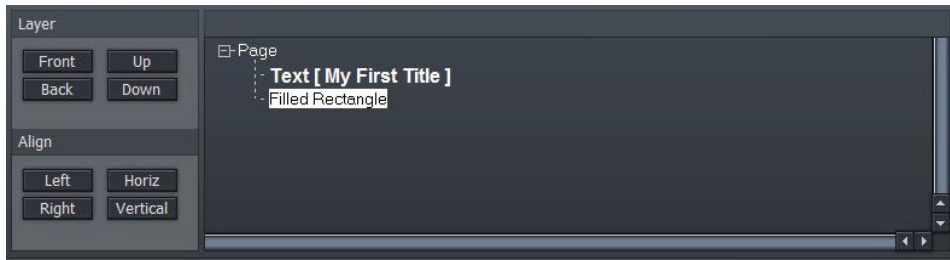 Layer
Front Up
Back Down
Align
Left Horiz
Right Vertical
Page
Text [ My First Title ]
Filled Rectangle